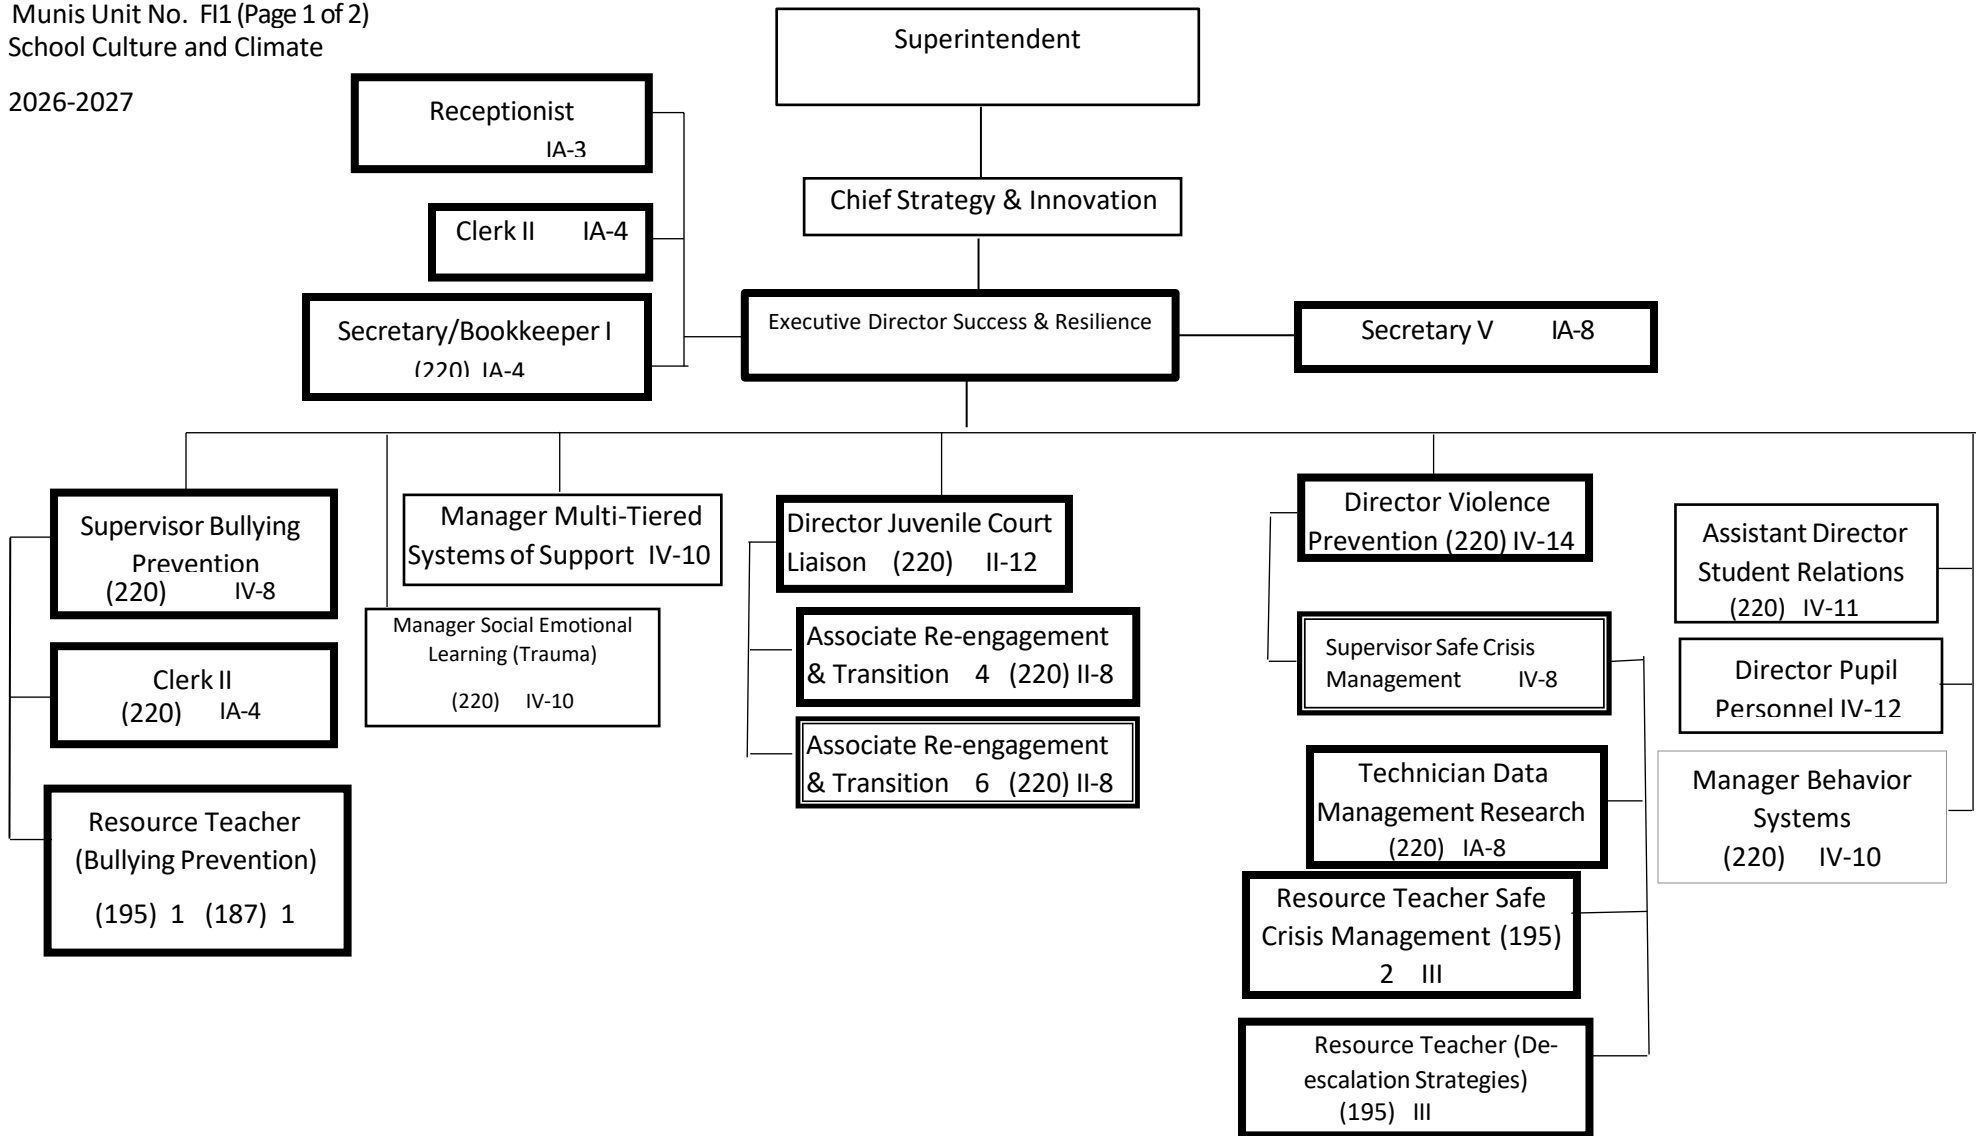 Munis Unit No. FI1 (Page 1 of 2)
School Culture and Climate
2026-2027
Superintendent
Receptionist
IA-3
Chief Strategy & Innovation
Clerk II IA-4
Executive Director Success & Resilience
Secretary/Bookkeeper I
(220) IA-4
Secretary V IA-8
Supervisor Bullying
Prevention
(220) IV-8
Clerk II
(220) IA-4
Resource Teacher
(Bullying Prevention)
(195) 1 (187) 1
Manager Multi-Tiered
Systems of Support IV-10
Manager Social Emotional
Learning (Trauma)
(220) IV-10
Director Juvenile Court
Liaison (220) II-12
Associate Re-engagement
& Transition 4 (220) II-8
Associate Re-engagement
& Transition 6 (220) II-8
Director Violence
Prevention (220) IV-14
Supervisor Safe Crisis
Management IV-8
Technician Data
Management Research
(220) IA-8
Resource Teacher Safe
Crisis Management (195)
2 III
Resource Teacher (De-
escalation Strategies)
(195) III
Assistant Director
Student Relations
(220) IV-11
Director Pupil
Personnel IV-12
Manager Behavior
Systems
(220) IV-10